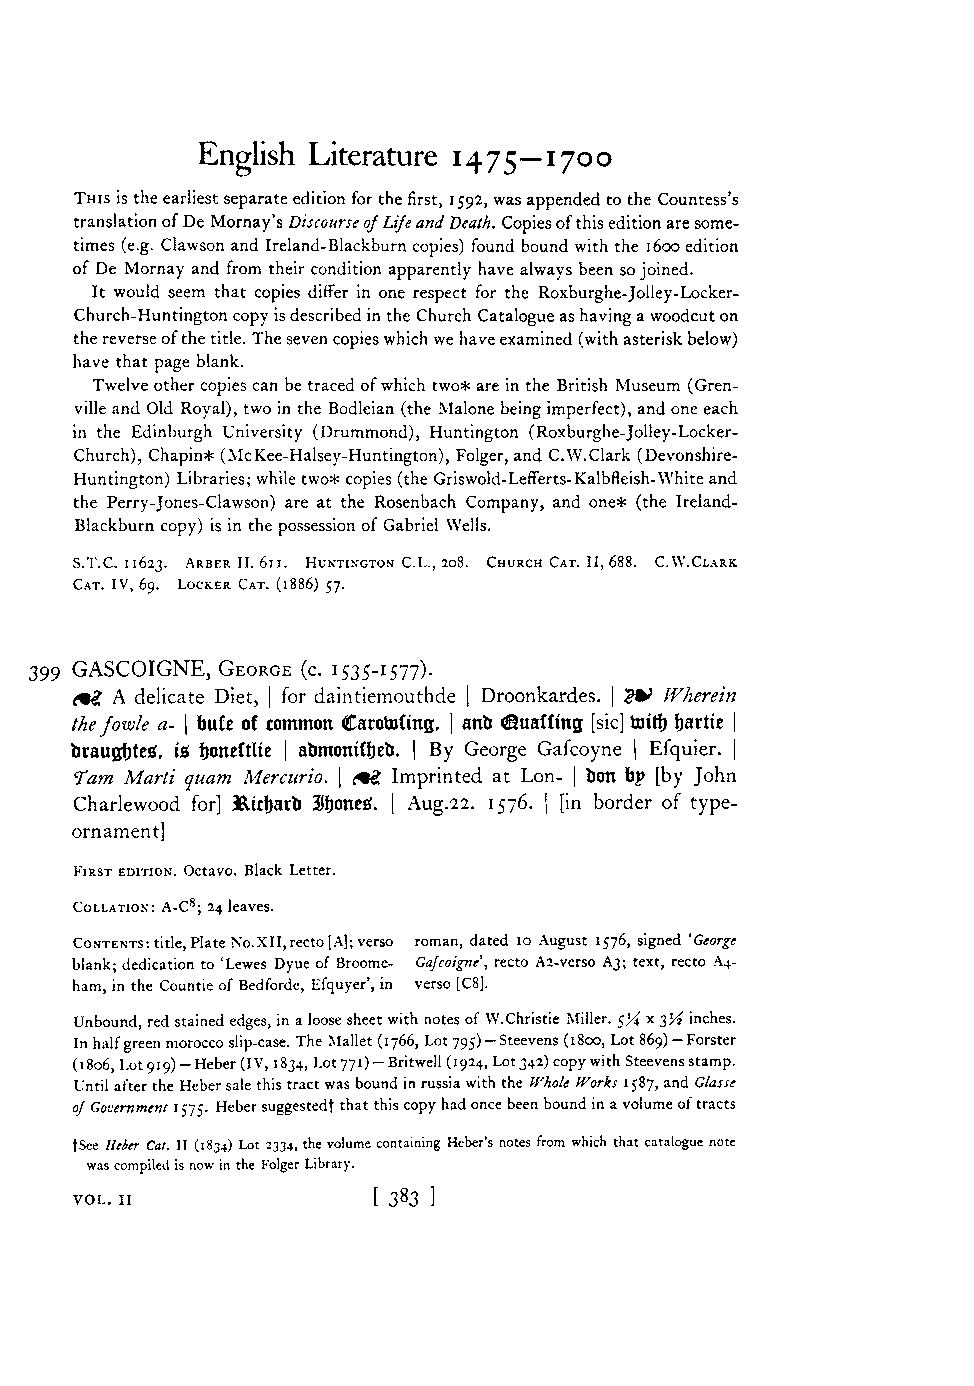 English Literature 1475–1700
This is the earliest separate edition for the first, 1592, was appended to the Countess's
translation of De Mornay's Discourse of Life and Death. Copies of this edition are some-
times (e.g. Clawson and Ireland-Blackburn copies) found bound with the 1600 edition
of De Mornay and from their condition apparently have always been so joined.
It would seem that copies differ in one respect for the Roxburghe-Jolley-Locker-
Church-Huntington copy is described in the Church Catalogue as having a woodcut on
the reverse of the title. The seven copies which we have examined (with asterisk below)
have that page blank.
Twelve other copies can be traced of which two* are in the British Museum (Gren-
ville and Old Royal), two in the Bodleian (the Malone being imperfect), and one each
in the Edinburgh University (Drummond), Huntington (Roxburghe-Jolley-Locker-
Church), Chapin* (McKee-Halsey-Huntington), Folger, and C.W.Clark (Devonshire-
Huntington) Libraries; while two* copies (the Griswold-Lefferts-Kalbfleish-White and
the Perry-Jones-Clawson) are at the Rosenbach Company, and one* (the Ireland-
Blackburn copy) is in the possession of Gabriel Wells.
S.T.C. 11623. Arber II. 611. Huntington C.L., 208. Church Cat. II, 688. C.W.Clark
Cat. IV, 69. Locker Cat. (1886) 57.
399 GASCOIGNE, George (c. 1535-1577).
❧ A delicate Diet, | for daintiemouthde | Droonkardes. | ❧ Wherein
the fowle a- | buſe of common Carowſing, | and Quaſſing [sic] with hartie |
draughtes, is honeſtlie | admoniſhed. | By George Gaſcoyne | Eſquier. |
Tam Marti quam Mercurio. | ❧ Imprinted at Lon- | don by [by John
Charlewood for] Richard Jhones. | Aug.22. 1576. | [in border of type-
ornament]
First edition. Octavo. Black Letter.
Collation: A-C⁸; 24 leaves.
Contents: title, Plate No.XII, recto [A]; verso
blank; dedication to 'Lewes Dyue of Broome-
ham, in the Countie of Bedforde, Eſquyer', in
roman, dated 10 August 1576, signed 'George
Gaſcoigne', recto A2-verso A3; text, recto A4-
verso [C8].
Unbound, red stained edges, in a loose sheet with notes of W.Christie Miller. 5¼ x 3½ inches.
In half green morocco slip-case. The Mallet (1766, Lot 795) — Steevens (1800, Lot 869) — Forster
(1806, Lot 919) — Heber (IV, 1834, Lot 771) — Britwell (1924, Lot 342) copy with Steevens stamp.
Until after the Heber sale this tract was bound in russia with the Whole Works 1587, and Glasse
of Government 1575. Heber suggested† that this copy had once been bound in a volume of tracts
†See Heber Cat. II (1834) Lot 2334, the volume containing Heber's notes from which that catalogue note
was compiled is now in the Folger Library.
VOL. II [ 383 ]